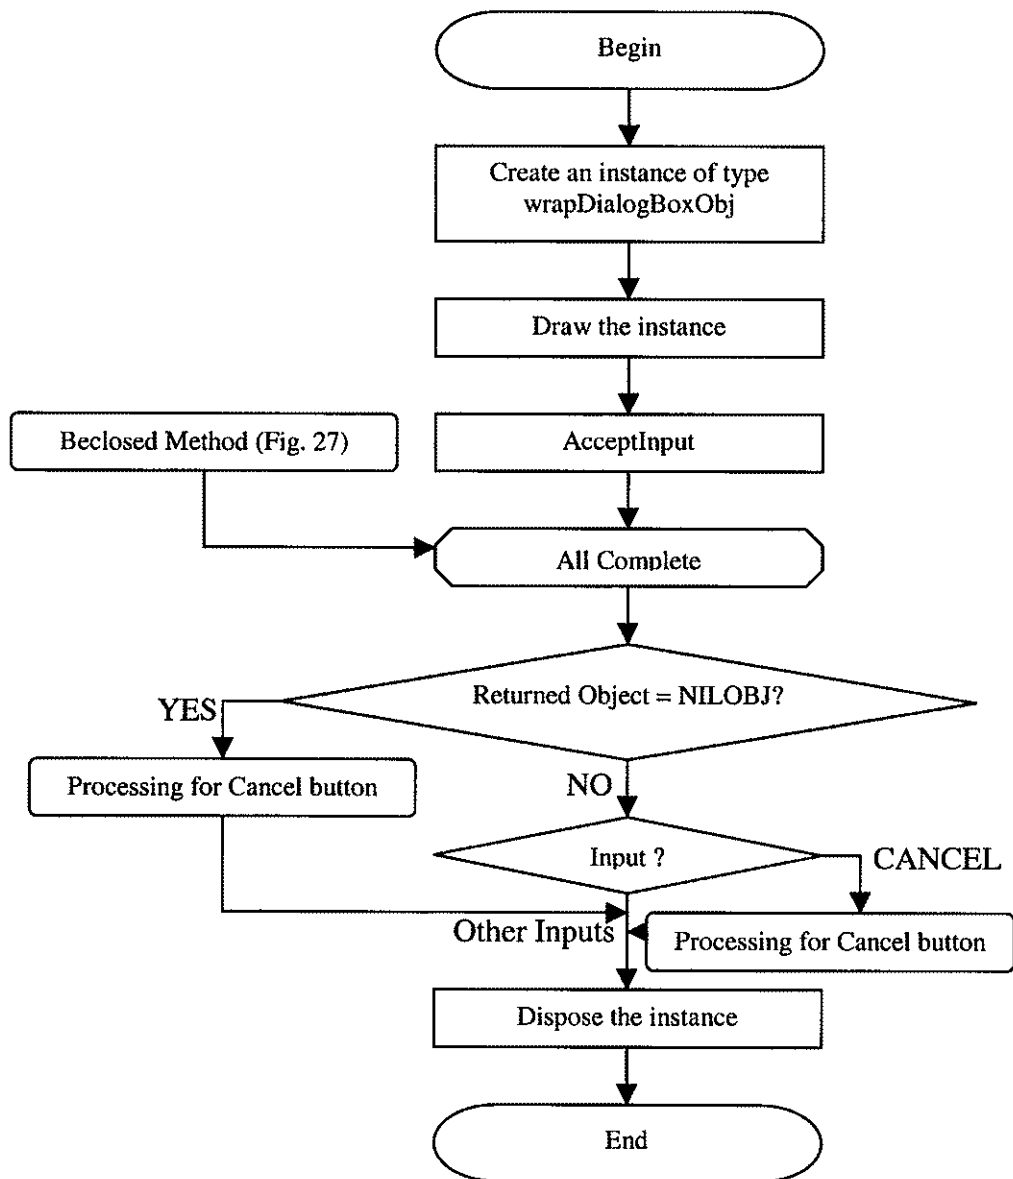 Begin
Create an instance of type
wrapDialogBoxObj
Draw the instance
Beclosed Method (Fig. 27)
AcceptInput
All Complete
Returned Object = NILOBJ?
YES
Processing for Cancel button
NO
Input ?
CANCEL
Other Inputs
Processing for Cancel button
Dispose the instance
End